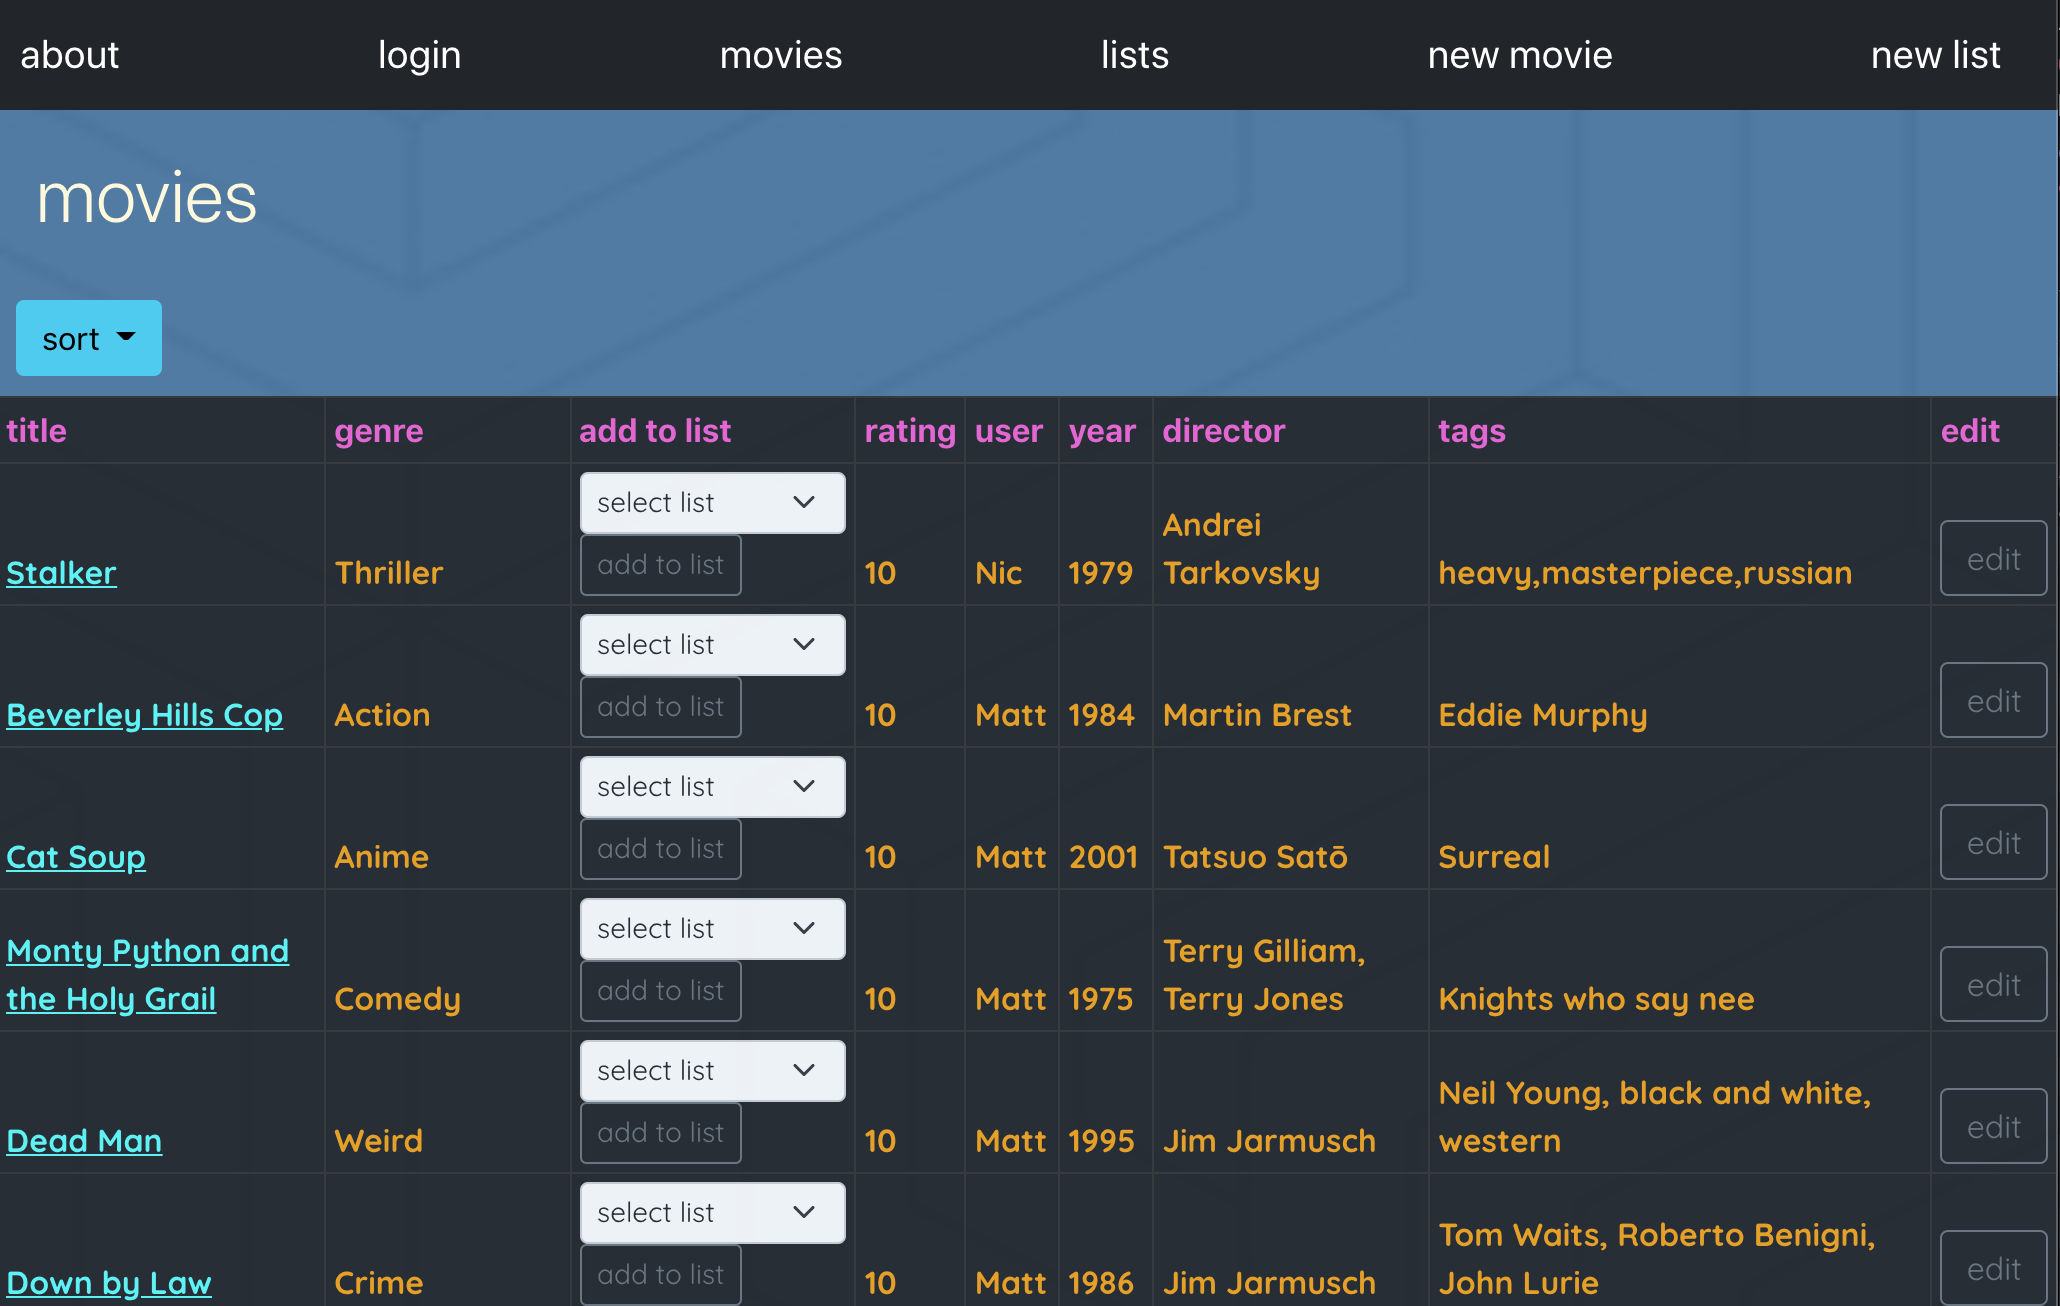 about login movies lists new movie new list
movies
sort
title genre add to list rating user year director tags edit
select list
Andrei
add to list
edit
Stalker Thriller 10 Nic 1979 Tarkovsky heavy,masterpiece,russian
select list
add to list
edit
Beverley Hills Cop Action 10 Matt 1984 Martin Brest Eddie Murphy
select list
add to list
edit
Cat Soup Anime 10 Matt 2001 Tatsuo Satō Surreal
select list
Monty Python and Terry Gilliam,
add to list
edit
the Holy Grail Comedy 10 Matt 1975 Terry Jones Knights who say nee
select list
Neil Young, black and white,
add to list
edit
Dead Man Weird 10 Matt 1995 Jim Jarmusch western
select list
Tom Waits, Roberto Benigni,
add to list
edit
Down by Law Crime 10 Matt 1986 Jim Jarmusch John Lurie